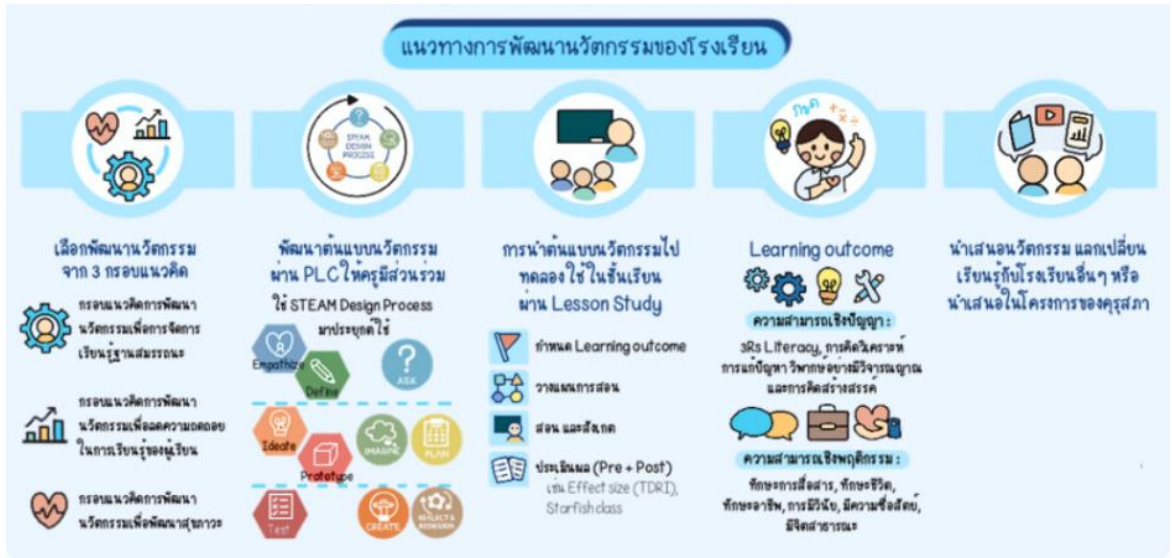 แนวทางการพัฒนานวัตกรรมของโรงเรียน
STEAM
DESIGN
PROCESS
เลือกพัฒนานวัตกรรม
จาก 3 กรอบแนวคิด
กรอบแนวคิดการพัฒนา
นวัตกรรมเพื่อการจัดการ
เรียนรู้ฐานสมรรถนะ
กรอบแนวคิดการพัฒนา
นวัตกรรมเพื่อลดความถดถอย
ในการเรียนรู้ของผู้เรียน
กรอบแนวคิดการพัฒนา
นวัตกรรมเพื่อพัฒนาสุขภาวะ
พัฒนาต้นแบบนวัตกรรม
ผ่าน PLC ให้ครูมีส่วนร่วม
ใช้ STEAM Design Process
มาประยุกต์ใช้
Empathize
Define
ASK
Ideate
Prototype
IMAGINE
PLAN
Test
CREATE
REFLECT &
REDESIGN
การนำต้นแบบนวัตกรรมไป
ทดลองใช้ในชั้นเรียน
ผ่าน Lesson Study
กำหนด Learning outcome
วางแผนการสอน
สอน และสังเกต
ประเมินผล (Pre + Post)
เช่น Effect size (TDRI),
Starfish class
Learning outcome
ความสามารถเชิงปัญญา :
3Rs Literacy, การคิดวิเคราะห์
การแก้ปัญหา วิพากษ์อย่างมีวิจารณญาณ
และการคิดสร้างสรรค์
ความสามารถเชิงพฤติกรรม :
ทักษะการสื่อสาร, ทักษะชีวิต,
ทักษะอาชีพ, การมีวินัย, มีความซื่อสัตย์,
มีจิตสาธารณะ
นำเสนอนวัตกรรม แลกเปลี่ยน
เรียนรู้กับโรงเรียนอื่นๆ หรือ
นำเสนอในโครงการของคุรุสภา